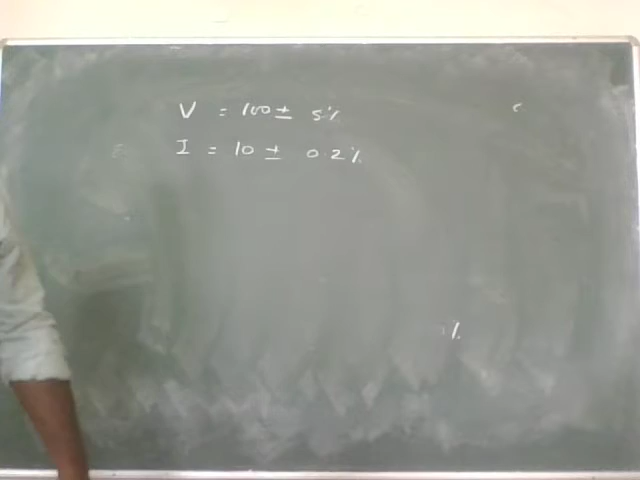 V = 100 ± 5%
I = 10 ± 0.2%
%